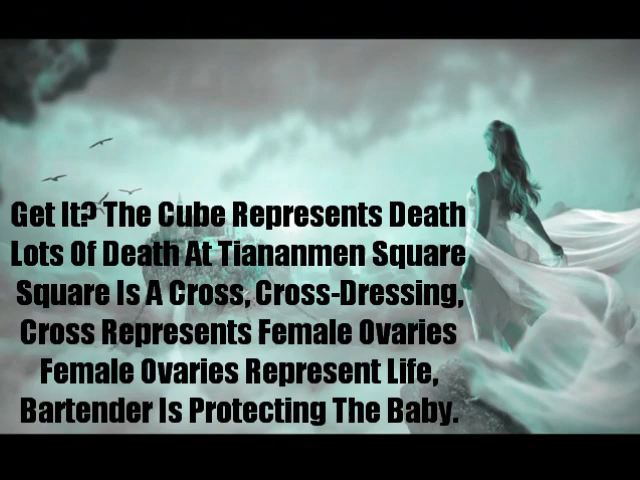 Get It? The Cube Represents Death
Lots Of Death At Tiananmen Square
Square Is A Cross, Cross-Dressing,
Cross Represents Female Ovaries
Female Ovaries Represent Life,
Bartender Is Protecting The Baby.